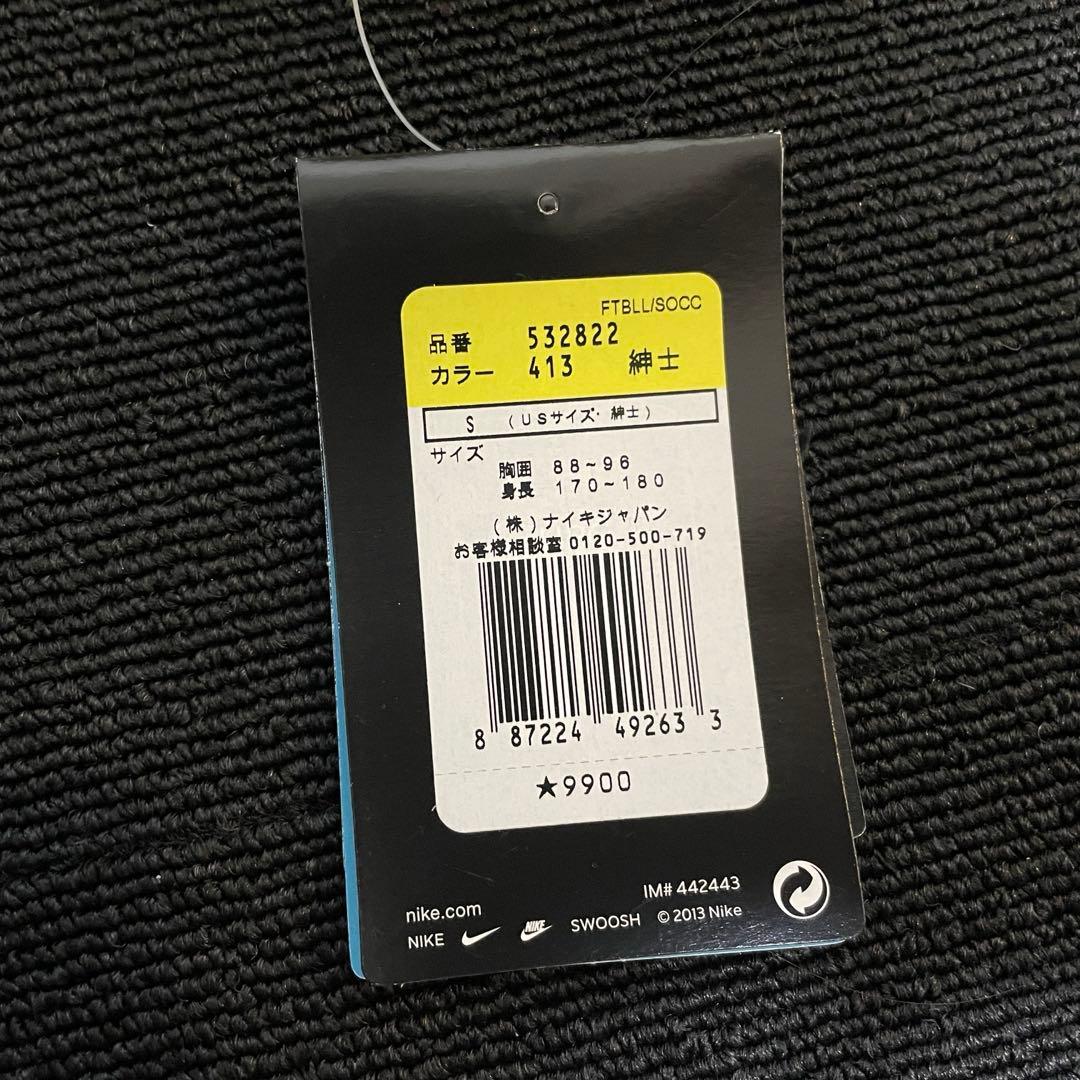 FTBLL/SOCC
品番 532822
カラー 413 紳士
S (USサイズ・紳士)
サイズ
胸囲 88~96
身長 170~180
(株)ナイキジャパン
お客様相談室 0120-500-719
8 87224 49263 3
★9900
IM# 442443
nike.com
NIKE NIKE SWOOSH © 2013 Nike